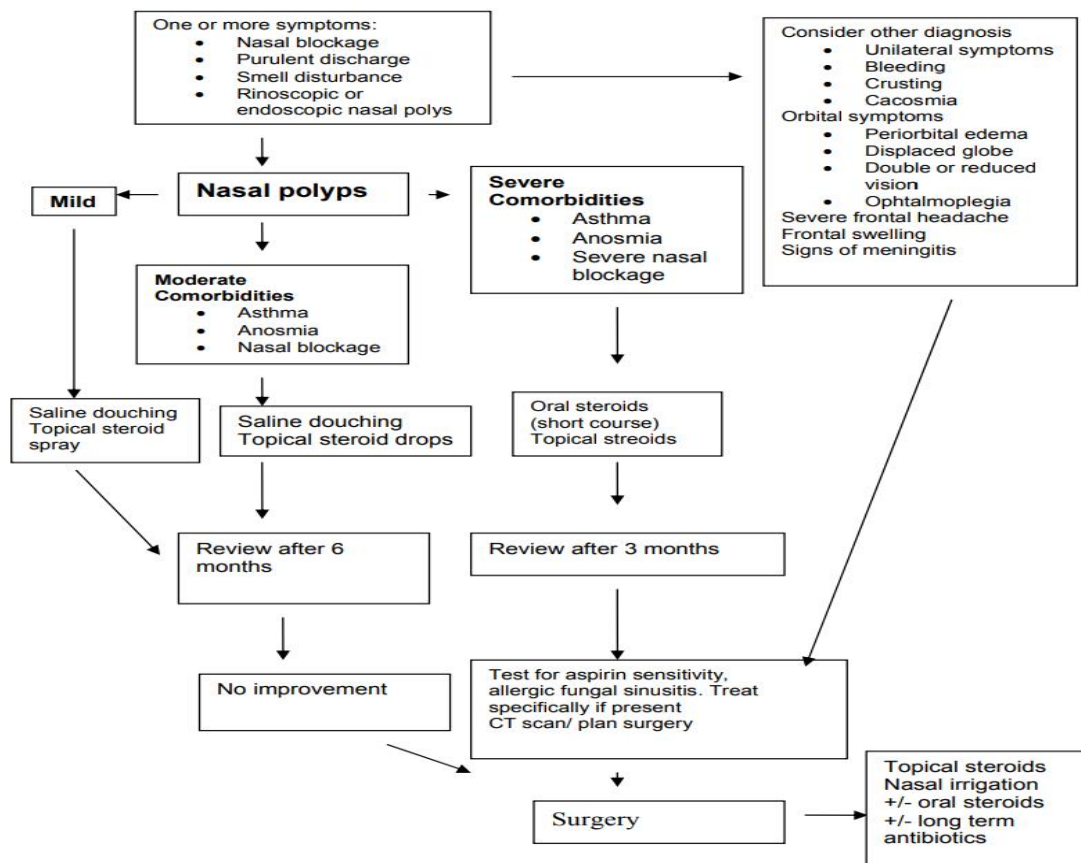 One or more symptoms:
• Nasal blockage
• Purulent discharge
• Smell disturbance
• Rinoscopic or
endoscopic nasal polys
Consider other diagnosis
• Unilateral symptoms
• Bleeding
• Crusting
• Cacosmia
Orbital symptoms
• Periorbital edema
• Displaced globe
• Double or reduced
vision
• Ophtalmoplegia
Severe frontal headache
Frontal swelling
Signs of meningitis
Mild
Nasal polyps
Severe
Comorbidities
• Asthma
• Anosmia
• Severe nasal
blockage
Moderate
Comorbidities
• Asthma
• Anosmia
• Nasal blockage
Saline douching
Topical steroid
spray
Saline douching
Topical steroid drops
Oral steroids
(short course)
Topical streoids
Review after 6
months
Review after 3 months
No improvement
Test for aspirin sensitivity,
allergic fungal sinusitis. Treat
specifically if present
CT scan/ plan surgery
Surgery
Topical steroids
Nasal irrigation
+/- oral steroids
+/- long term
antibiotics